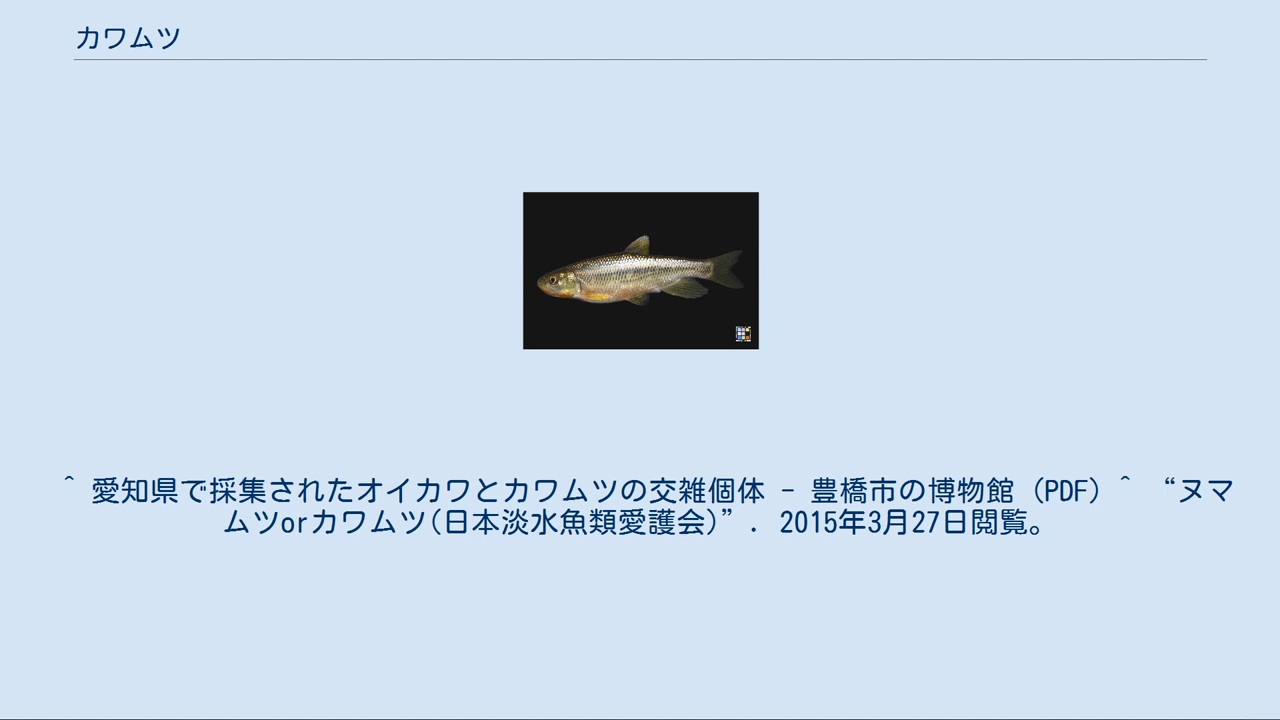 カワムツ
^ 愛知県で採集されたオイカワとカワムツの交雑個体 - 豊橋市の博物館 (PDF) ^ “ヌマ
ムツorカワムツ(日本淡水魚類愛護会)”. 2015年3月27日閲覧。